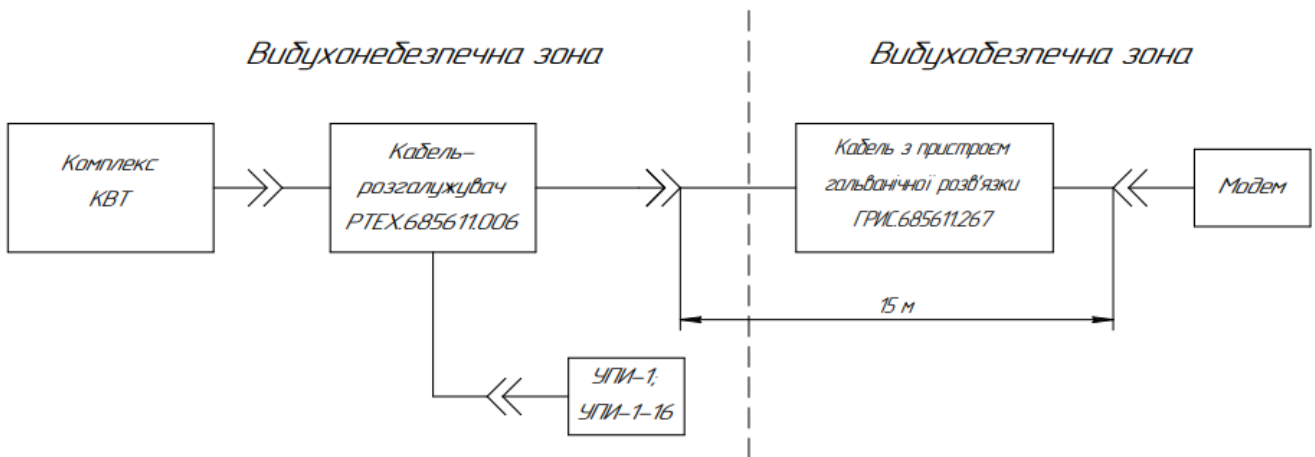 Вибухонебезпечна зона
Вибухобезпечна зона
Комплекс
КВТ
Кабель-
розгалужувач
РТЕХ.685611.006
Кабель з пристроєм
гальванічної розв'язки
ГРИС.685611.267
Модем
15 м
УПИ-1;
УПИ-1-16